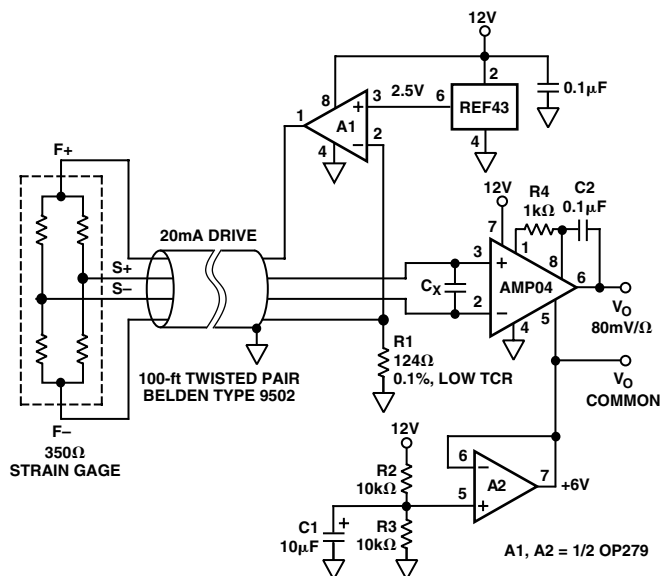 12V
2
0.1µF
REF43
6
2.5V
3
8
1
A1
+
2
4
–
4
F+
20mA DRIVE
S+
S–
12V
7
R4
1kΩ
C2
0.1µF
1
8
3
+
CX
AMP04
6
2
–
4
5
VO
80mV/Ω
R1
124Ω
0.1%, LOW TCR
VO
COMMON
100-ft TWISTED PAIR
BELDEN TYPE 9502
F–
350Ω
STRAIN GAGE
12V
R2
10kΩ
6
–
A2
7
+6V
5
+
C1
10µF
+
R3
10kΩ
A1, A2 = 1/2 OP279